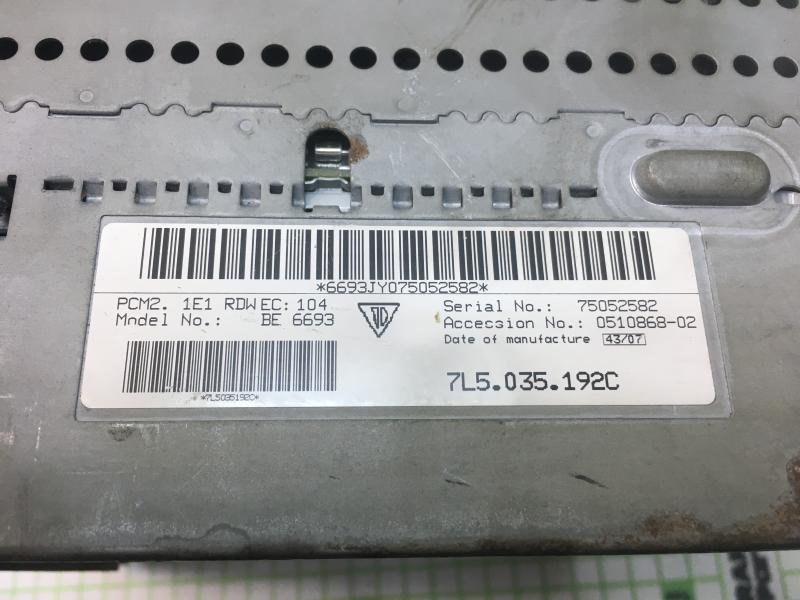 *6693JY075052582*
PCM2. 1E1 RDW EC: 104
Model No.: BE 6693
Serial No.: 75052582
Accession No.: 0510868-02
Date of manufacture 43/07
*7L5035192C*
7L5.035.192C